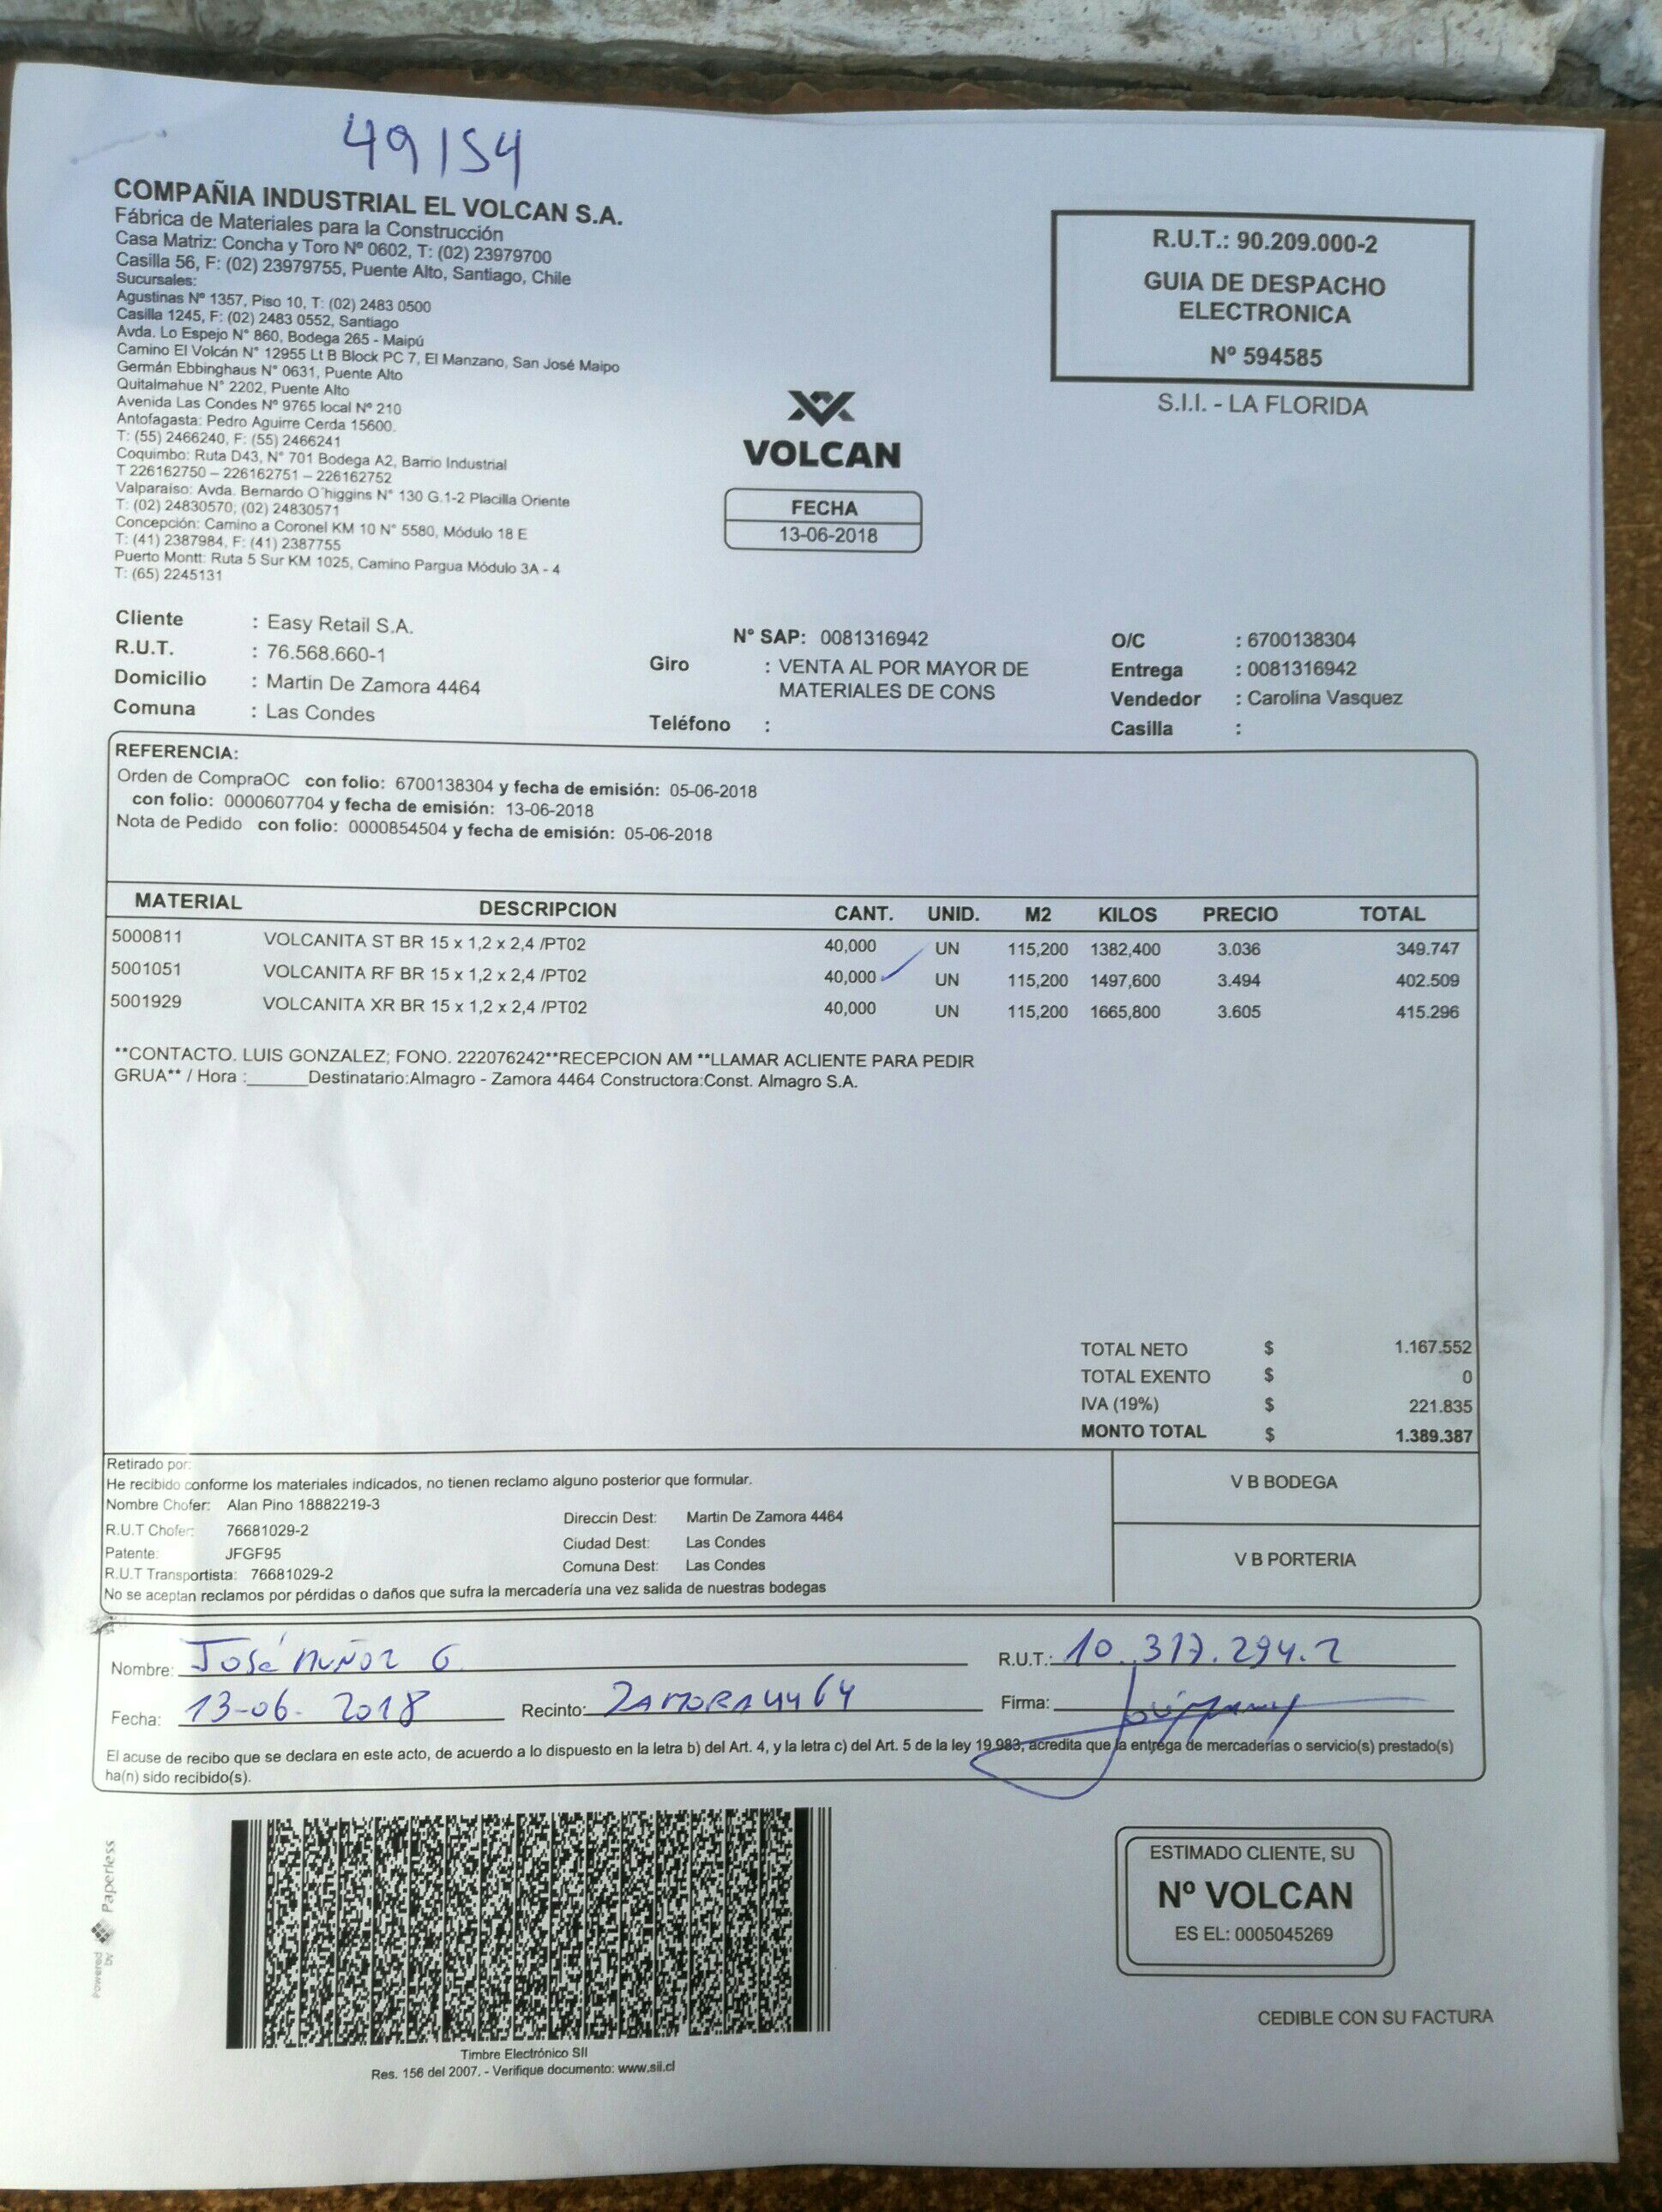 49154
COMPAÑIA INDUSTRIAL EL VOLCAN S.A.
Fábrica de Materiales para la Construcción
Casa Matriz: Concha y Toro Nº 0602, T: (02) 23979700
Casilla 56, F: (02) 23979755, Puente Alto, Santiago, Chile
Sucursales:
Agustinas Nº 1357, Piso 10, T: (02) 2483 0500
Casilla 1245, F: (02) 2483 0552, Santiago
Avda. Lo Espejo N° 860, Bodega 265 - Maipú
Camino El Volcán N° 12955 Lt B Block PC 7, El Manzano, San José Maipo
Germán Ebbinghaus N° 0631, Puente Alto
Quitalmahue N° 2202, Puente Alto
Avenida Las Condes Nº 9765 local Nº 210
Antofagasta: Pedro Aguirre Cerda 15600.
T: (55) 2466240, F: (55) 2466241
Coquimbo: Ruta D43, N° 701 Bodega A2, Barrio Industrial
T 226162750 – 226162751 – 226162752
Valparaíso: Avda. Bernardo O´higgins N° 130 G.1-2 Placilla Oriente
T: (02) 24830570; (02) 24830571
Concepción: Camino a Coronel KM 10 N° 5580, Módulo 18 E
T: (41) 2387984, F: (41) 2387755
Puerto Montt: Ruta 5 Sur KM 1025, Camino Pargua Módulo 3A - 4
T: (65) 2245131
R.U.T.: 90.209.000-2
GUIA DE DESPACHO
ELECTRONICA
Nº 594585
S.I.I. - LA FLORIDA
VOLCAN
FECHA
13-06-2018
Cliente : Easy Retail S.A.
R.U.T. : 76.568.660-1
Domicilio : Martin De Zamora 4464
Comuna : Las Condes
N° SAP: 0081316942
Giro : VENTA AL POR MAYOR DE
MATERIALES DE CONS
Teléfono :
O/C : 6700138304
Entrega : 0081316942
Vendedor : Carolina Vasquez
Casilla :
REFERENCIA:
Orden de CompraOC con folio: 6700138304 y fecha de emisión: 05-06-2018
con folio: 0000607704 y fecha de emisión: 13-06-2018
Nota de Pedido con folio: 0000854504 y fecha de emisión: 05-06-2018
MATERIAL DESCRIPCION CANT. UNID. M2 KILOS PRECIO TOTAL
5000811 VOLCANITA ST BR 15 x 1,2 x 2,4 /PT02 40,000 UN 115,200 1382,400 3.036 349.747
5001051 VOLCANITA RF BR 15 x 1,2 x 2,4 /PT02 40,000 UN 115,200 1497,600 3.494 402.509
5001929 VOLCANITA XR BR 15 x 1,2 x 2,4 /PT02 40,000 UN 115,200 1665,800 3.605 415.296
**CONTACTO. LUIS GONZALEZ; FONO. 222076242**RECEPCION AM **LLAMAR ACLIENTE PARA PEDIR
GRUA** / Hora :______Destinatario:Almagro - Zamora 4464 Constructora:Const. Almagro S.A.
TOTAL NETO $ 1.167.552
TOTAL EXENTO $ 0
IVA (19%) $ 221.835
MONTO TOTAL $ 1.389.387
Retirado por:
He recibido conforme los materiales indicados, no tienen reclamo alguno posterior que formular.
Nombre Chofer: Alan Pino 18882219-3
R.U.T Chofer: 76681029-2
Patente: JFGF95
R.U.T Transportista: 76681029-2
Direccin Dest: Martin De Zamora 4464
Ciudad Dest: Las Condes
Comuna Dest: Las Condes
No se aceptan reclamos por pérdidas o daños que sufra la mercadería una vez salida de nuestras bodegas
V B BODEGA
V B PORTERIA
Nombre: José Muñoz G. R.U.T.: 10.317.294.2
Fecha: 13-06-2018 Recinto: ZAMORA 4464 Firma:
El acuse de recibo que se declara en este acto, de acuerdo a lo dispuesto en la letra b) del Art. 4, y la letra c) del Art. 5 de la ley 19.983, acredita que la entrega de mercaderías o servicio(s) prestado(s)
ha(n) sido recibido(s).
Powered by Paperless
Timbre Electrónico SII
Res. 156 del 2007. - Verifique documento: www.sii.cl
ESTIMADO CLIENTE, SU
Nº VOLCAN
ES EL: 0005045269
CEDIBLE CON SU FACTURA